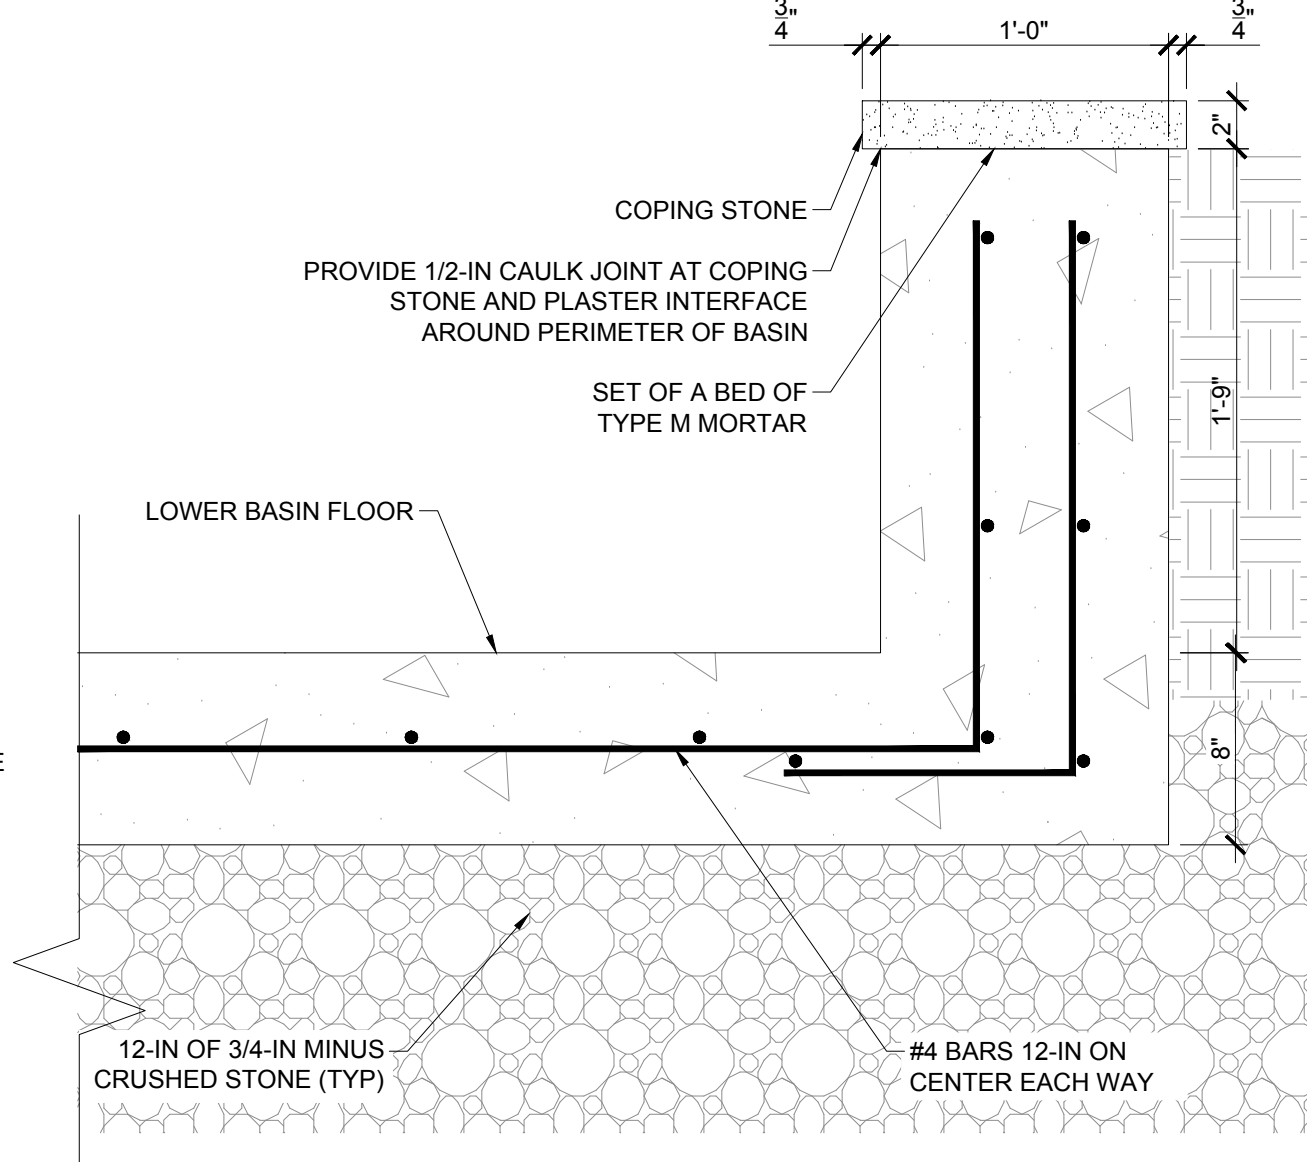 3/4"
1'-0"
3/4"
2"
COPING STONE
PROVIDE 1/2-IN CAULK JOINT AT COPING
STONE AND PLASTER INTERFACE
AROUND PERIMETER OF BASIN
SET OF A BED OF
TYPE M MORTAR
1'-9"
LOWER BASIN FLOOR
8"
12-IN OF 3/4-IN MINUS
CRUSHED STONE (TYP)
#4 BARS 12-IN ON
CENTER EACH WAY